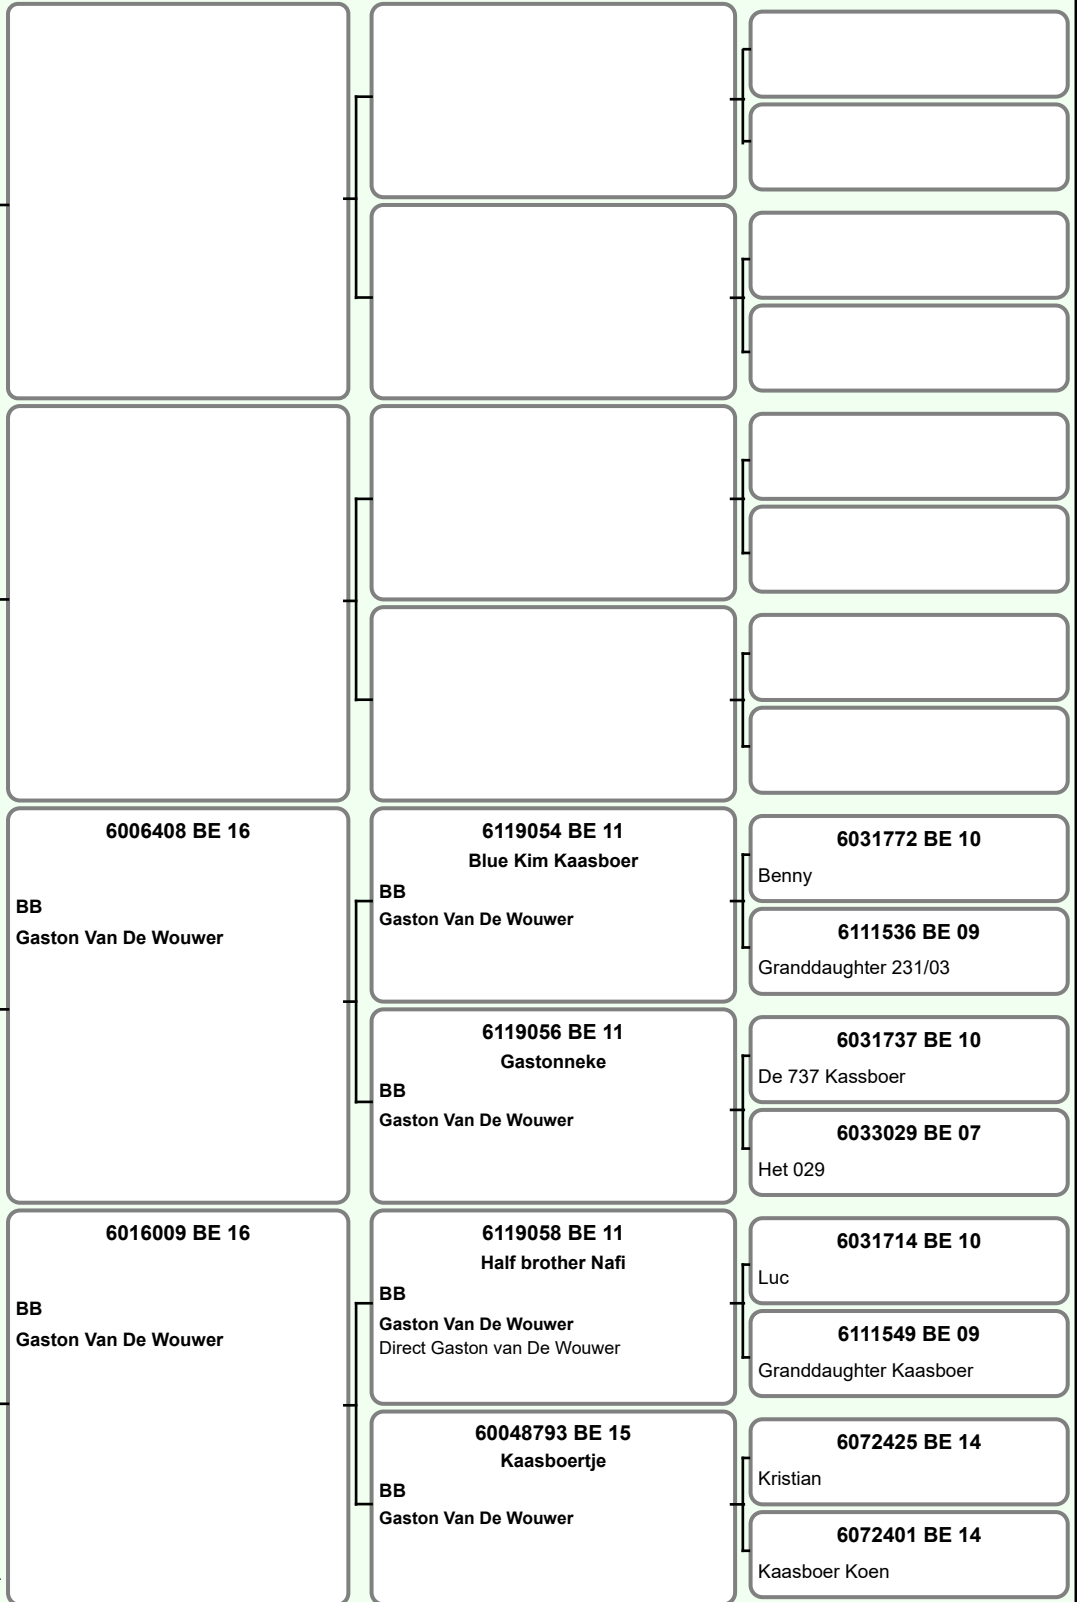 6006408 BE 16
BB
Gaston Van De Wouwer
6016009 BE 16
BB
Gaston Van De Wouwer
6119054 BE 11
Blue Kim Kaasboer
BB
Gaston Van De Wouwer
6119056 BE 11
Gastonneke
BB
Gaston Van De Wouwer
6119058 BE 11
Half brother Nafi
BB
Gaston Van De Wouwer
Direct Gaston van De Wouwer
60048793 BE 15
Kaasboertje
BB
Gaston Van De Wouwer
6031772 BE 10
Benny
6111536 BE 09
Granddaughter 231/03
6031737 BE 10
De 737 Kassboer
6033029 BE 07
Het 029
6031714 BE 10
Luc
6111549 BE 09
Granddaughter Kaasboer
6072425 BE 14
Kristian
6072401 BE 14
Kaasboer Koen